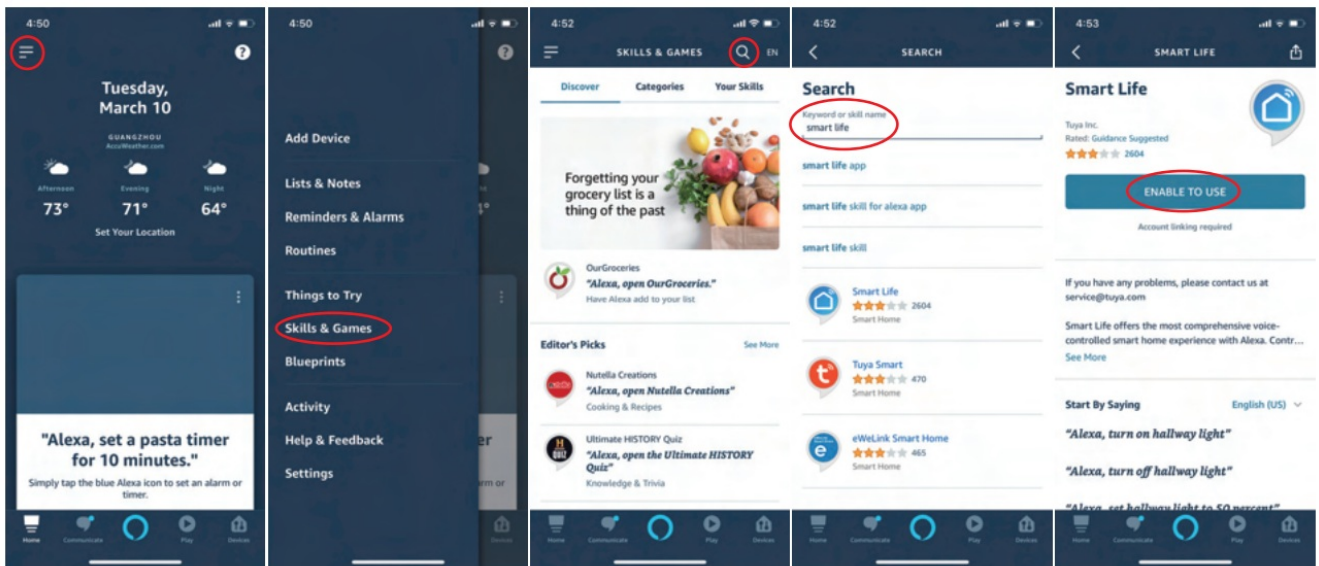 4:50
Tuesday,
March 10
GUANGZHOU
AccuWeather.com
Afternoon
Evening
Night
73°
71°
64°
Set Your Location
"Alexa, set a pasta timer
for 10 minutes."
Simply tap the blue Alexa icon to set an alarm or
timer.
Home
Communicate
Play
Devices
4:50
Add Device
Lists & Notes
Reminders & Alarms
Routines
Things to Try
Skills & Games
Blueprints
Activity
Help & Feedback
Settings
er
rm or
Devices
4:52
SKILLS & GAMES
EN
Discover
Categories
Your Skills
Forgetting your
grocery list is a
thing of the past
OurGroceries
"Alexa, open OurGroceries."
Have Alexa add to your list
Editor's Picks
See More
Nutella Creations
"Alexa, open Nutella Creations"
Cooking & Recipes
Ultimate HISTORY Quiz
"Alexa, open the Ultimate HISTORY
Quiz"
Knowledge & Trivia
Home
Communicate
Play
Devices
4:52
SEARCH
Search
Keyword or skill name
smart life
smart life app
smart life skill for alexa app
smart life skill
Smart Life
2604
Smart Home
Tuya Smart
470
Smart Home
eWeLink Smart Home
465
Smart Home
Home
Communicate
Play
Devices
4:53
SMART LIFE
Smart Life
Tuya Inc.
Rated: Guidance Suggested
2604
ENABLE TO USE
Account linking required
If you have any problems, please contact us at
service@tuya.com
Smart Life offers the most comprehensive voice-
controlled smart home experience with Alexa. Contr...
See More
Start By Saying
English (US)
"Alexa, turn on hallway light"
"Alexa, turn off hallway light"
"Alexa, set hallway light to 50 percent"
Home
Communicate
Play
Devices